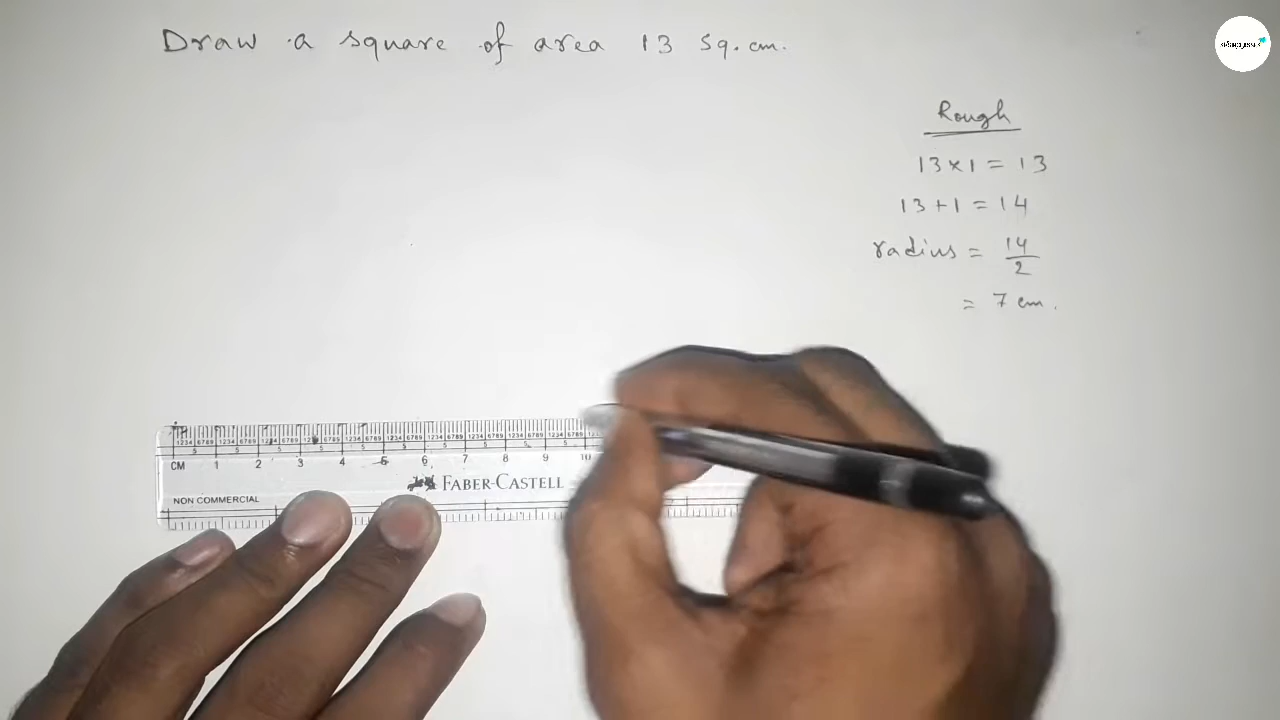 Draw a square of area 13 sq. cm.
Rough
13 × 1 = 13
13 + 1 = 14
radius = 14/2
= 7 cm.
CM 1 2 3 4 5 6 7 8 9 10
FABER-CASTELL
NON COMMERCIAL